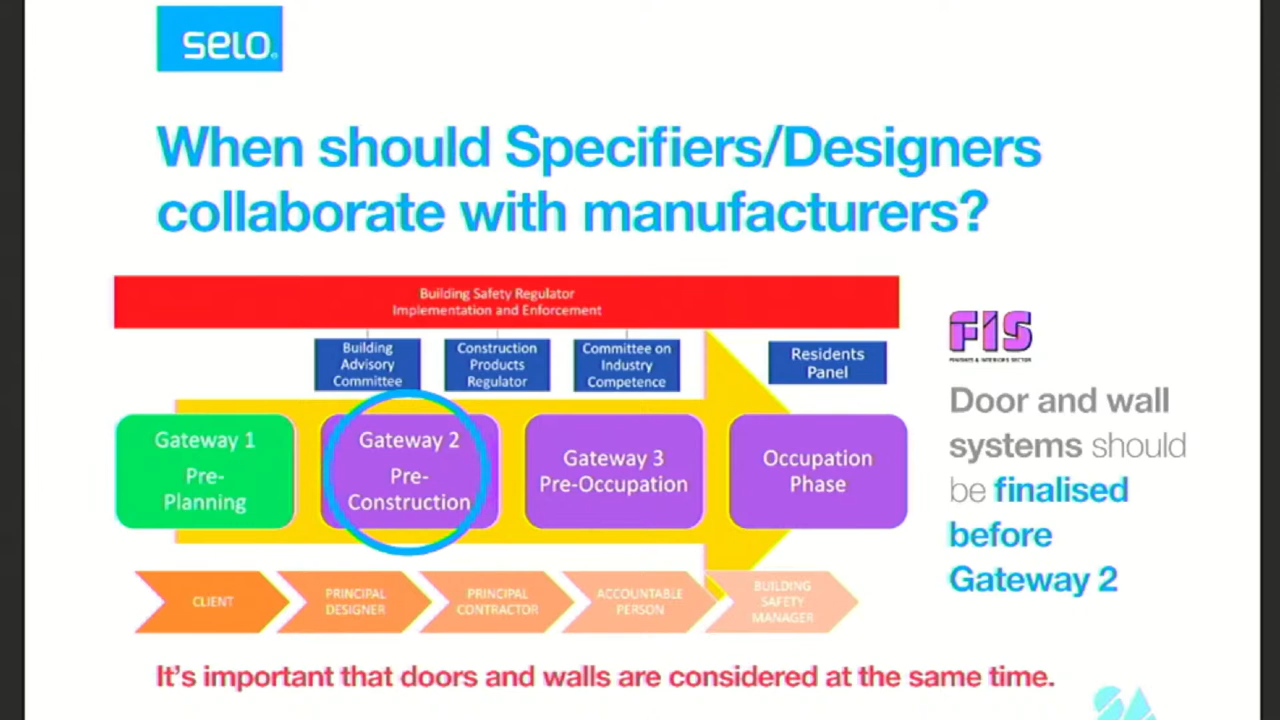 selo
When should Specifiers/Designers
collaborate with manufacturers?
Building Safety Regulator
Implementation and Enforcement
Building
Advisory
Committee
Construction
Products
Regulator
Committee on
Industry
Competence
Residents
Panel
Gateway 1
Pre-
Planning
Gateway 2
Pre-
Construction
Gateway 3
Pre-Occupation
Occupation
Phase
CLIENT
PRINCIPAL
DESIGNER
PRINCIPAL
CONTRACTOR
ACCOUNTABLE
PERSON
BUILDING
SAFETY
MANAGER
FIS
FINISHES & INTERIORS SECTOR
Door and wall
systems should
be finalised
before
Gateway 2
It's important that doors and walls are considered at the same time.